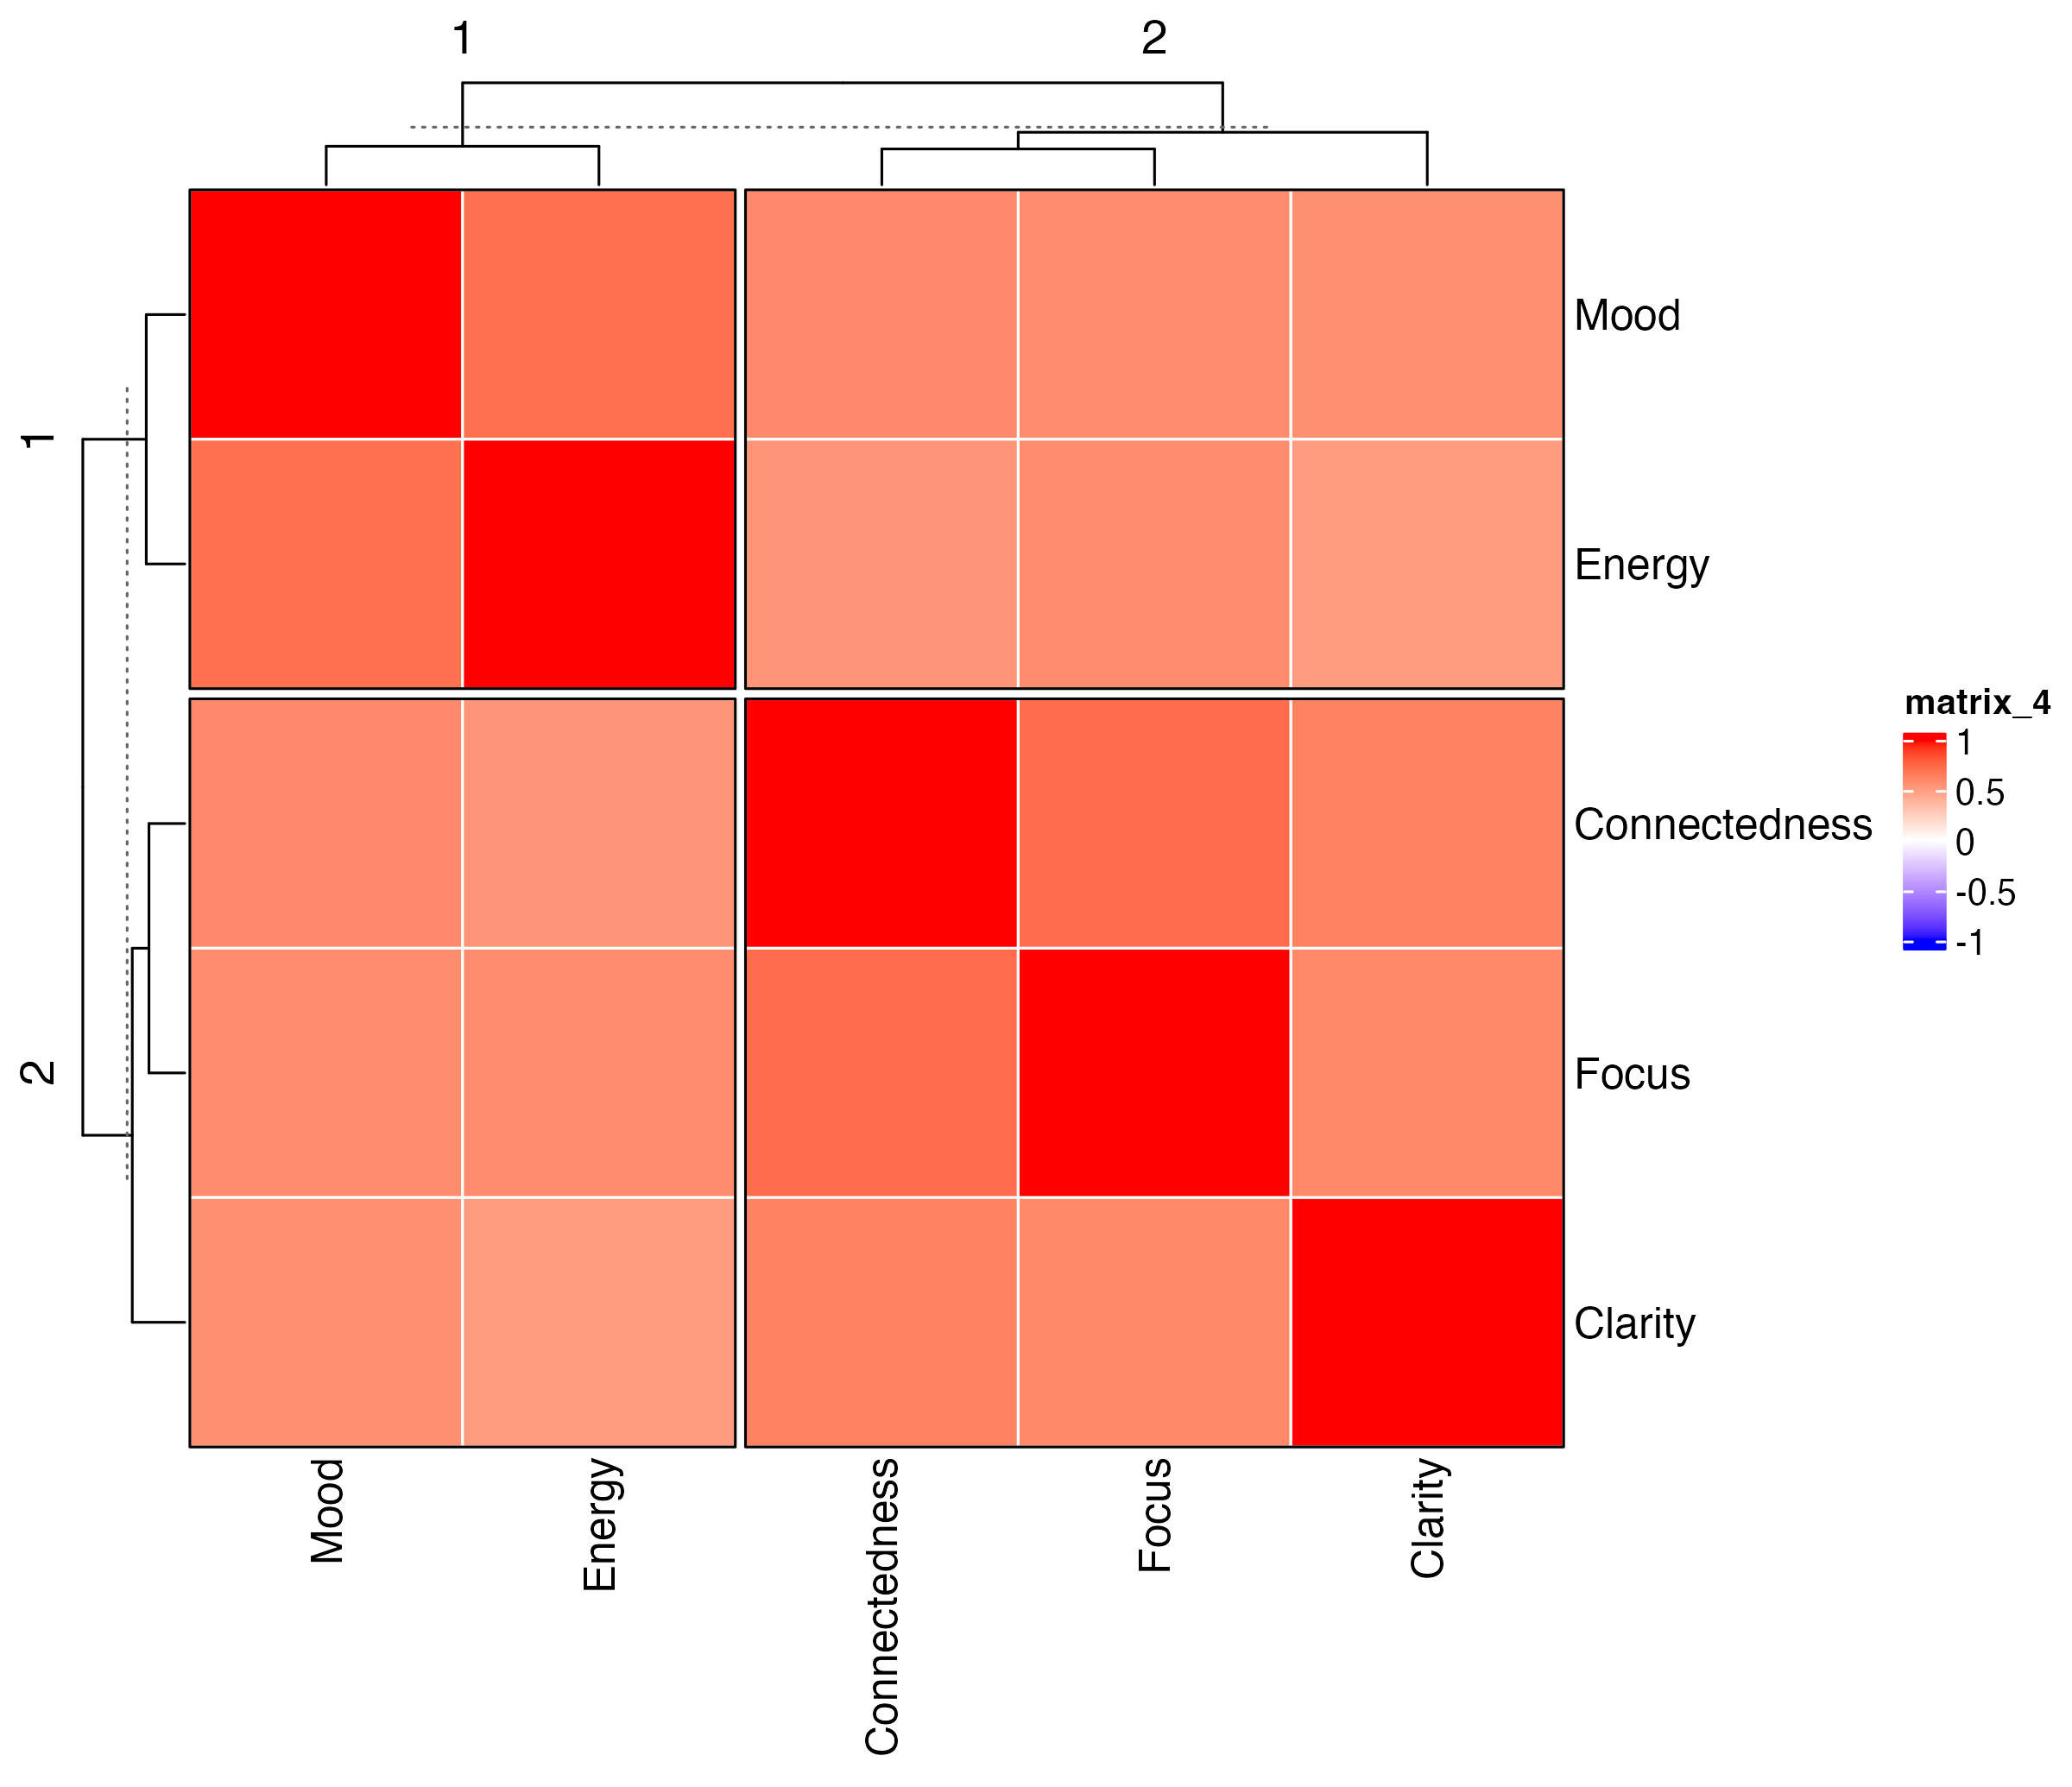 1
2
1
2
Mood
Energy
Connectedness
Focus
Clarity
Mood
Energy
Connectedness
Focus
Clarity
matrix_4
1
0.5
0
-0.5
-1